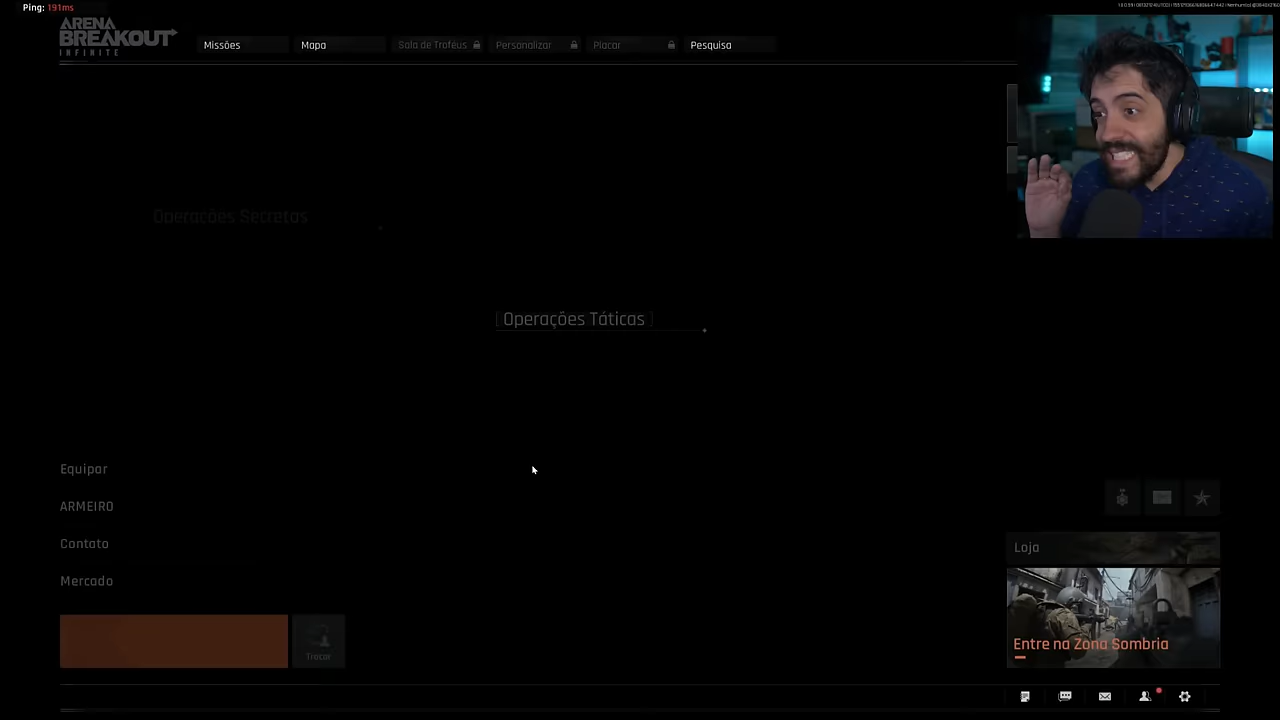 Ping: 191ms
ARENA
BREAKOUT
INFINITE
Missões
Mapa
Sala de Troféus
Personalizar
Placar
Pesquisa
Operações Secretas
Operações Táticas
Equipar
ARMEIRO
Contato
Mercado
Trocar
Loja
Entre na Zona Sombria